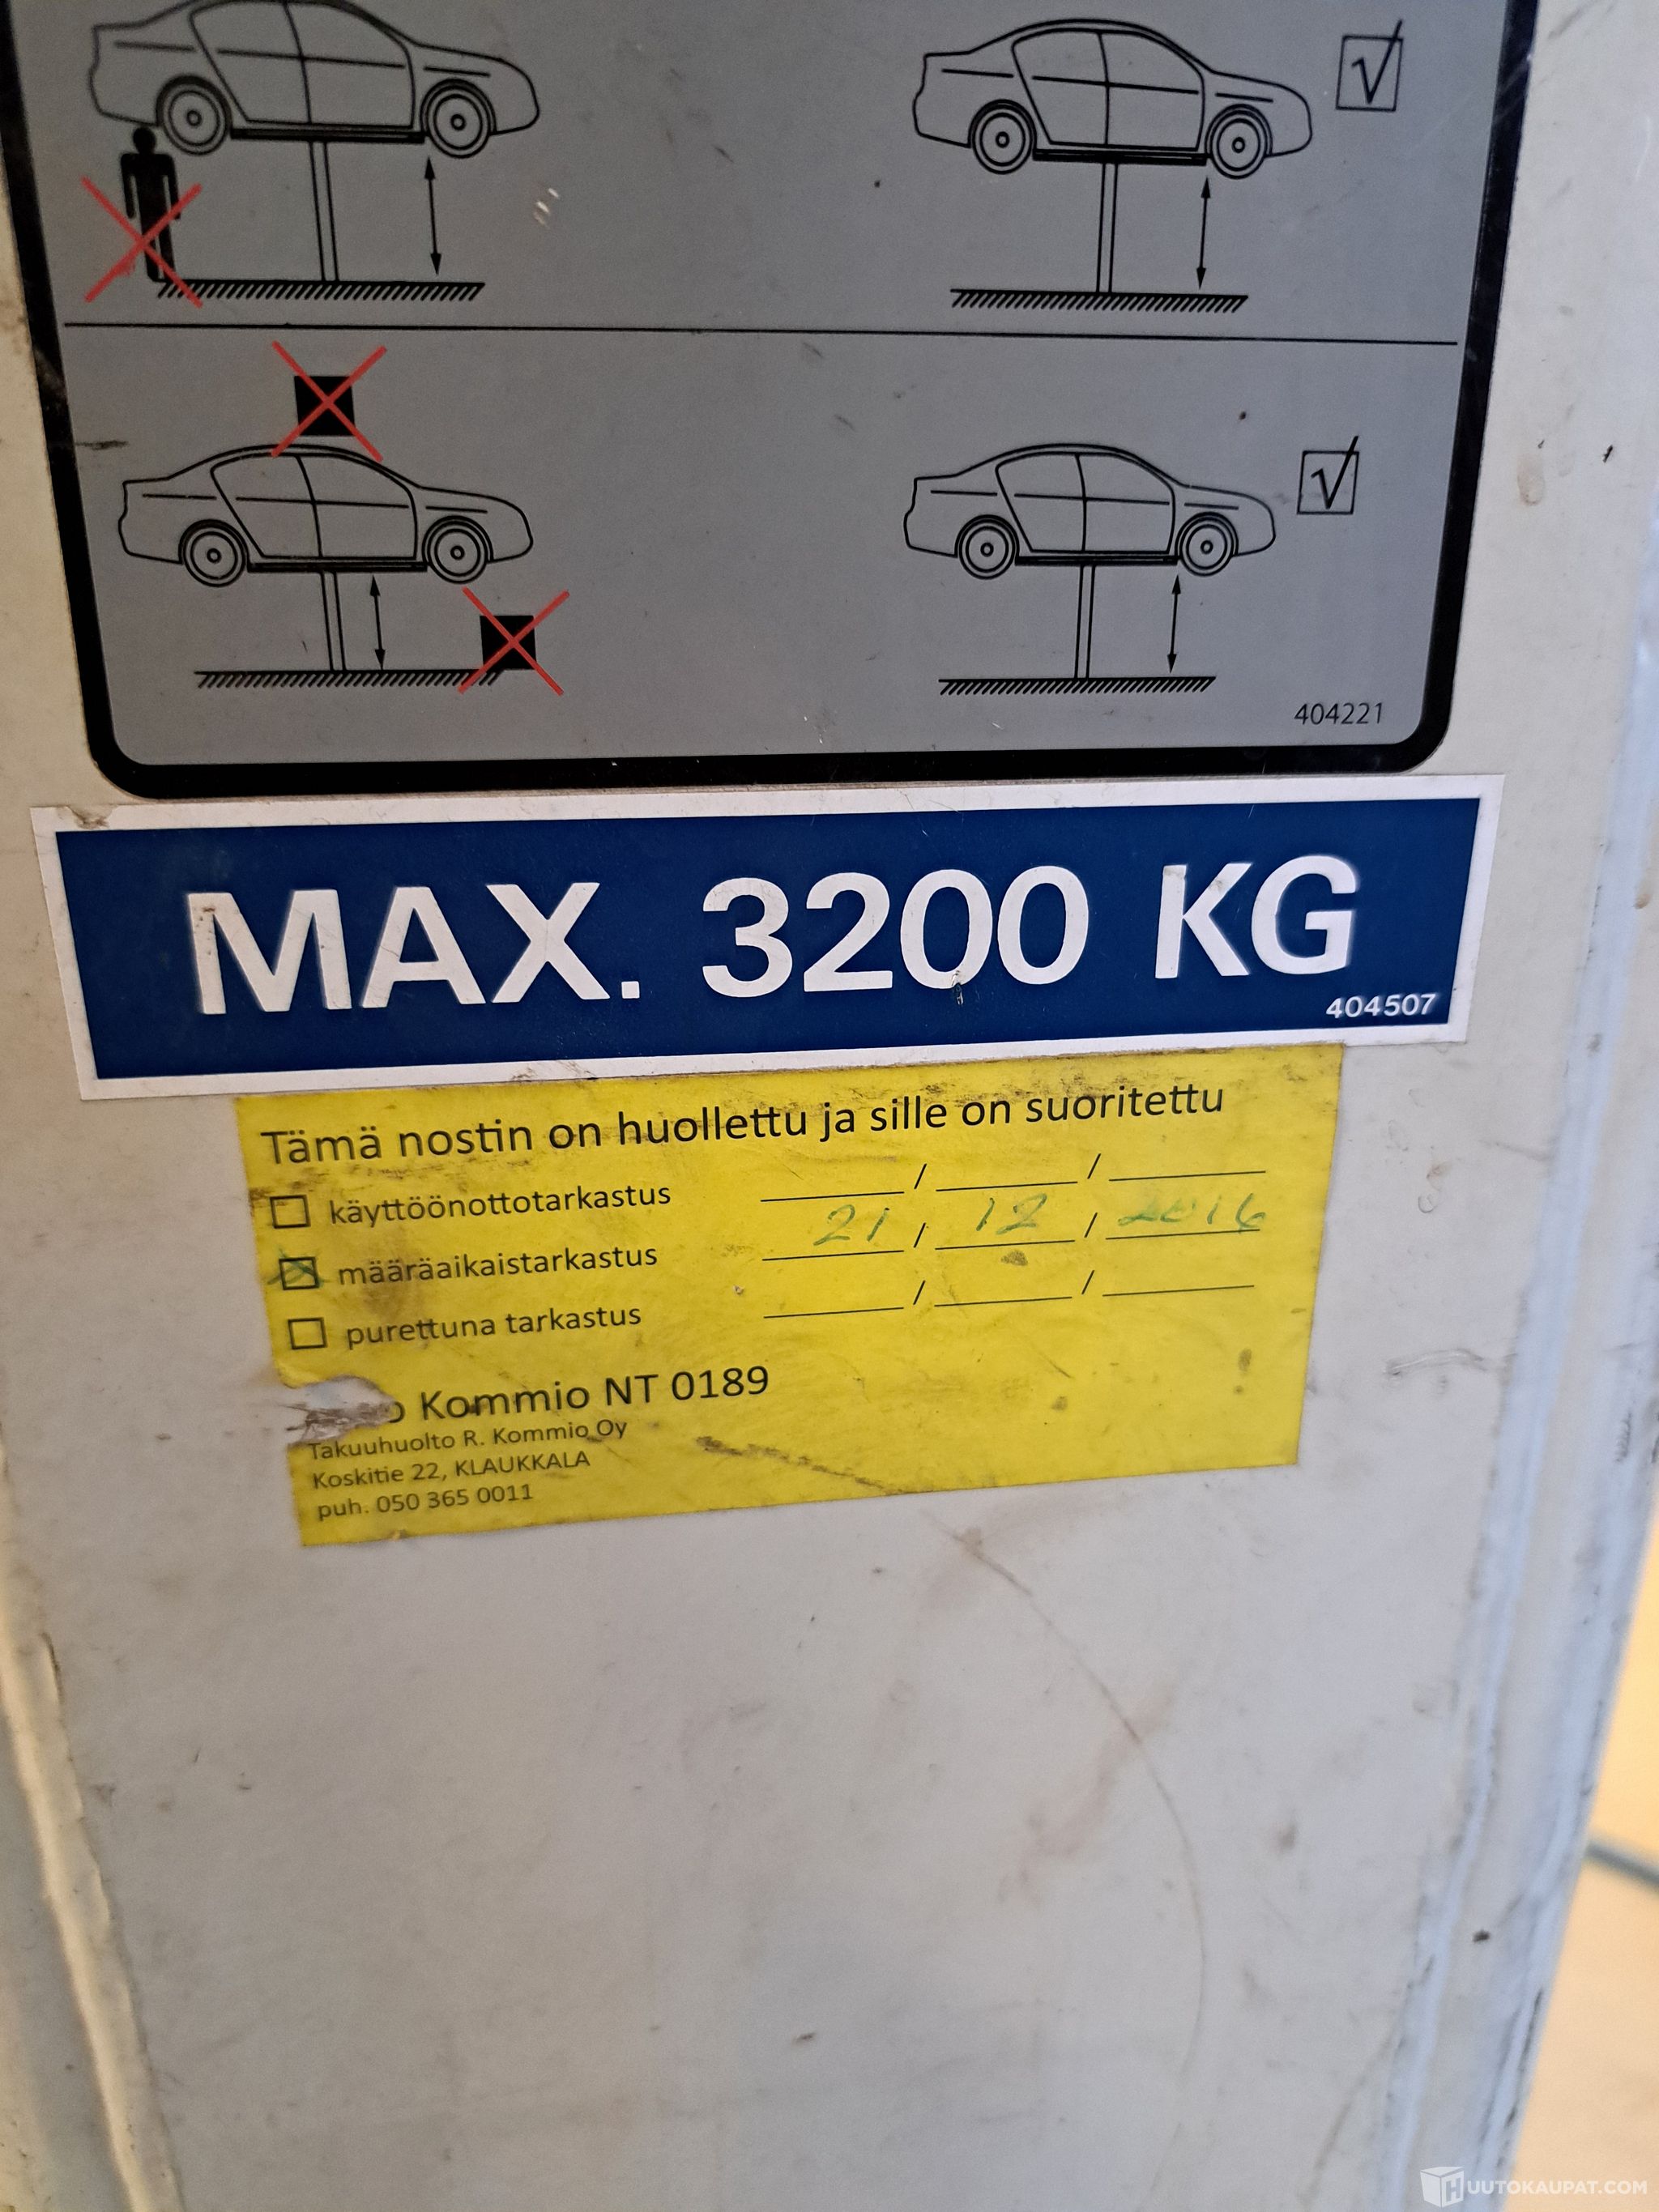 404221
MAX. 3200 KG
404507
Tämä nostin on huollettu ja sille on suoritettu
käyttöönottotarkastus / /
määräaikaistarkastus 21 / 12 / 2016
purettuna tarkastus / /
Kommio NT 0189
Takuuhuolto R. Kommio Oy
Koskitie 22, KLAUKKALA
puh. 050 365 0011
HUUTOKAUPAT.COM